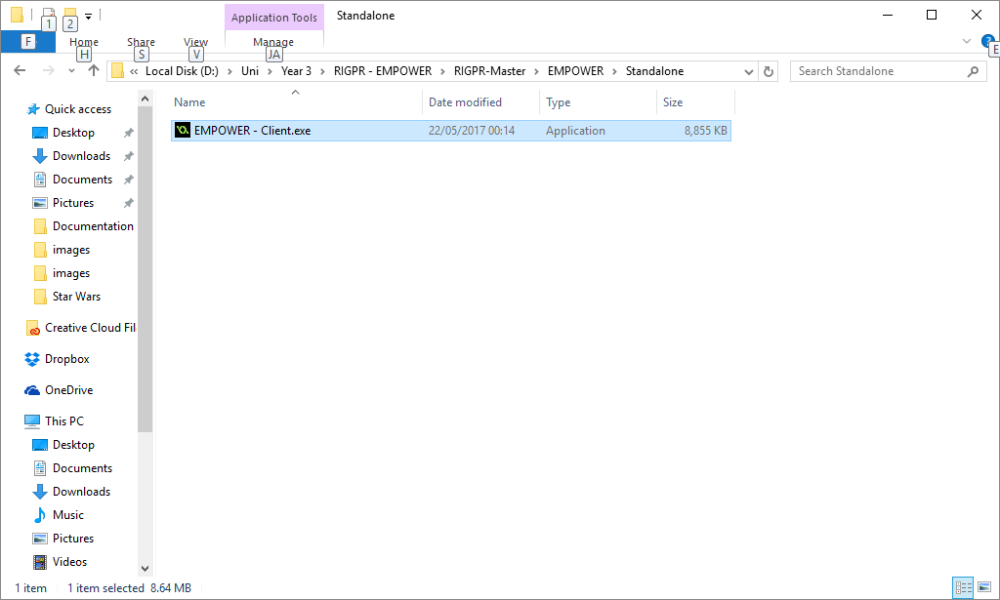 1 2 Application Tools Standalone
F Home Share View Manage
H S V JA E
« Local Disk (D:) › Uni › Year 3 › RIGPR - EMPOWER › RIGPR-Master › EMPOWER › Standalone Search Standalone
Name Date modified Type Size
EMPOWER - Client.exe 22/05/2017 00:14 Application 8,855 KB
Quick access
Desktop
Downloads
Documents
Pictures
Documentation
images
images
Star Wars
Creative Cloud Fil
Dropbox
OneDrive
This PC
Desktop
Documents
Downloads
Music
Pictures
Videos
1 item 1 item selected 8.64 MB